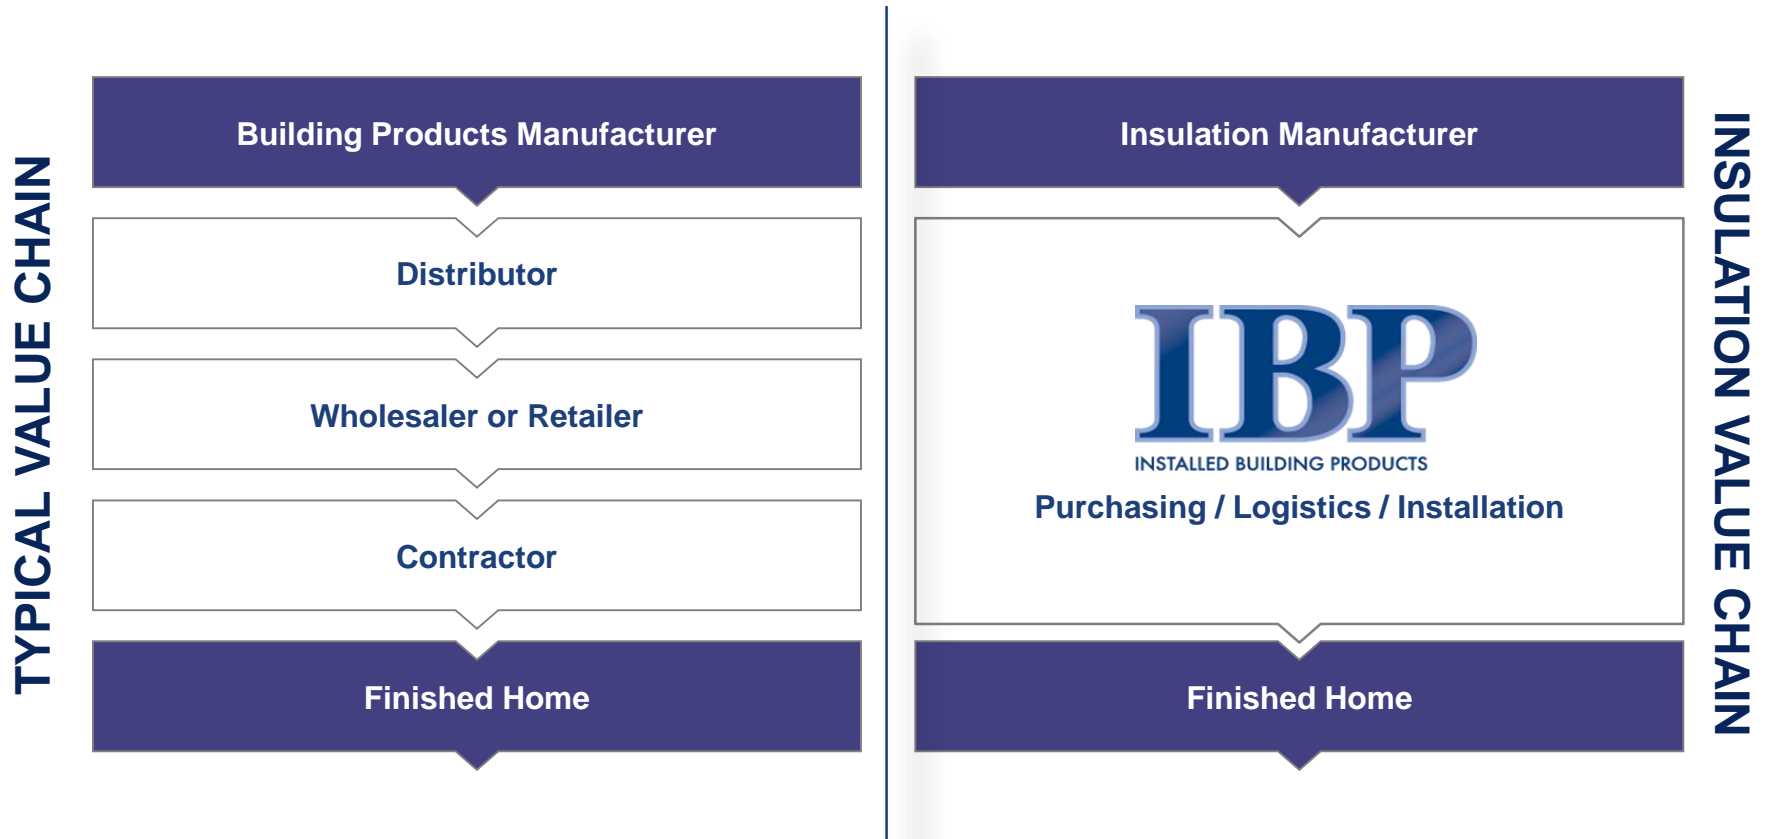 TYPICAL VALUE CHAIN
Building Products Manufacturer
Distributor
Wholesaler or Retailer
Contractor
Finished Home
Insulation Manufacturer
IBP
INSTALLED BUILDING PRODUCTS
Purchasing / Logistics / Installation
Finished Home
INSULATION VALUE CHAIN